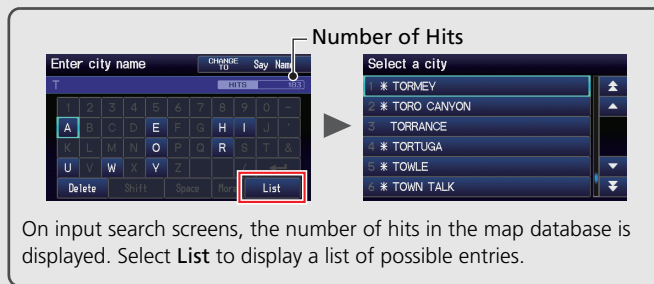 Number of Hits
Enter city name
CHANGE TO
Say Name
T
HITS 183
1 2 3 4 5 6 7 8 9 0 -
A B C D E F G H I J '
K L M N O P Q R S T &
U V W X Y Z /
Delete Shift Space More List
Select a city
1 * TORMEY
2 * TORO CANYON
3 TORRANCE
4 * TORTUGA
5 * TOWLE
6 * TOWN TALK
On input search screens, the number of hits in the map database is
displayed. Select List to display a list of possible entries.